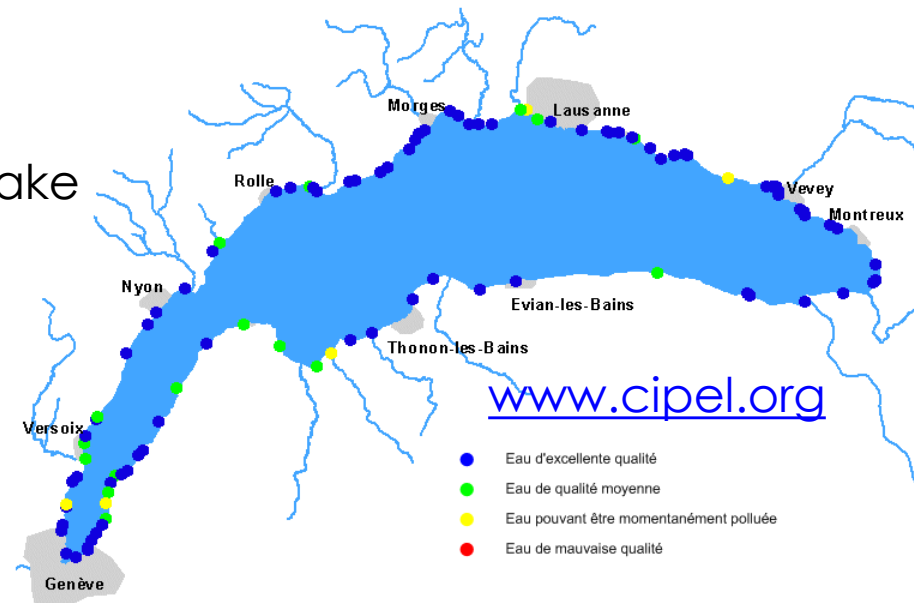 Morges
Lausanne
ake
Rolle
Vevey
Montreux
Nyon
Evian-les-Bains
Thonon-les-Bains
www.cipel.org
Versoix
Eau d'excellente qualité
Eau de qualité moyenne
Eau pouvant être momentanément polluée
Eau de mauvaise qualité
Genève